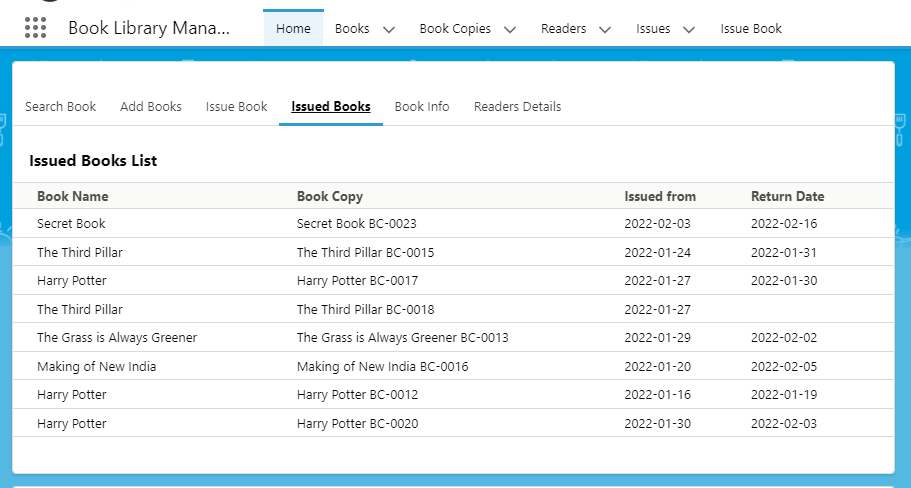 Book Library Mana... Home Books Book Copies Readers Issues Issue Book
Search Book Add Books Issue Book Issued Books Book Info Readers Details
Issued Books List
Book Name Book Copy Issued from Return Date
Secret Book Secret Book BC-0023 2022-02-03 2022-02-16
The Third Pillar The Third Pillar BC-0015 2022-01-24 2022-01-31
Harry Potter Harry Potter BC-0017 2022-01-27 2022-01-30
The Third Pillar The Third Pillar BC-0018 2022-01-27
The Grass is Always Greener The Grass is Always Greener BC-0013 2022-01-29 2022-02-02
Making of New India Making of New India BC-0016 2022-01-20 2022-02-05
Harry Potter Harry Potter BC-0012 2022-01-16 2022-01-19
Harry Potter Harry Potter BC-0020 2022-01-30 2022-02-03